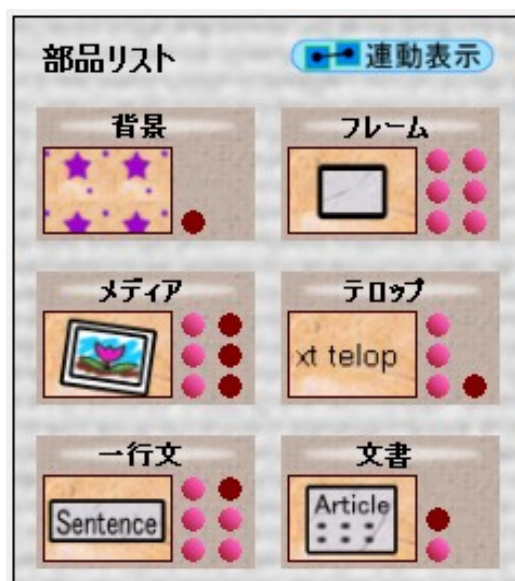 部品リスト
連動表示
背景
フレーム
メディア
テロップ
xt telop
一行文
文書
Sentence
Article